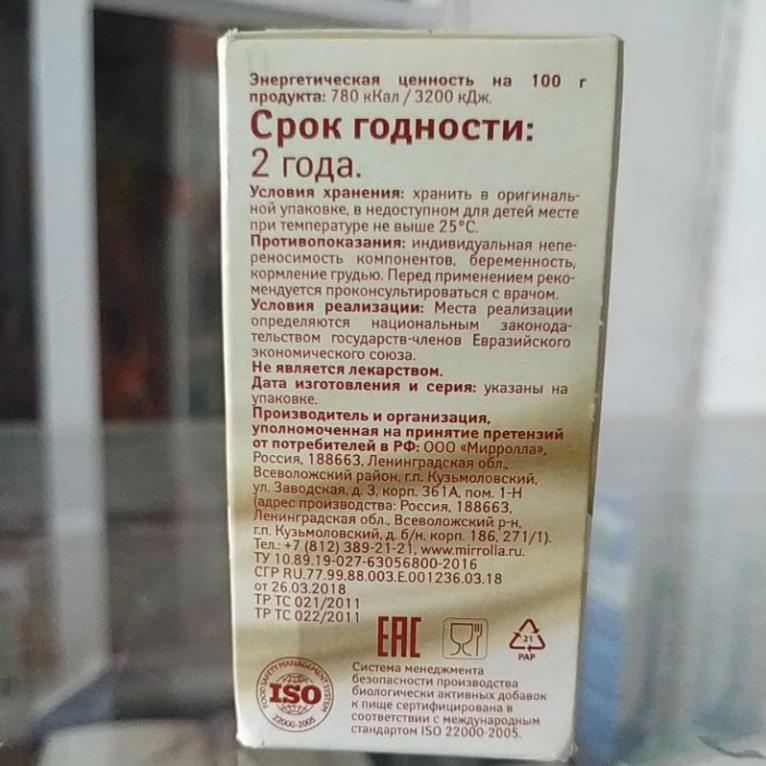 Энергетическая ценность на 100 г
продукта: 780 кКал / 3200 кДж.
Срок годности:
2 года.
Условия хранения: хранить в оригиналь-
ной упаковке, в недоступном для детей месте
при температуре не выше 25°С.
Противопоказания: индивидуальная непе-
реносимость компонентов, беременность,
кормление грудью. Перед применением реко-
мендуется проконсультироваться с врачом.
Условия реализации: Места реализации
определяются национальным законода-
тельством государств-членов Евразийского
экономического союза.
Не является лекарством.
Дата изготовления и серия: указаны на
упаковке.
Производитель и организация,
уполномоченная на принятие претензий
от потребителей в РФ: ООО «Мирролла»,
Россия, 188663, Ленинградская обл.,
Всеволожский район, г.п. Кузьмоловский,
ул. Заводская, д. 3, корп. 361А, пом. 1-Н
(адрес производства: Россия, 188663,
Ленинградская обл., Всеволожский р-н,
г.п. Кузьмоловский, д. б/н, корп. 186, 271/1).
Тел.: +7 (812) 389-21-21, www.mirrolla.ru.
ТУ 10.89.19-027-63056800-2016
СГР RU.77.99.88.003.Е.001236.03.18
от 26.03.2018
ТР ТС 021/2011
ТР ТС 022/2011
ЕАС
21
PAP
FOOD SAFETY MANAGEMENT SYSTEM
ISO
22000-2005
Система менеджмента
безопасности производства
биологически активных добавок
к пище сертифицирована в
соответствии с международным
стандартом ISO 22000-2005.